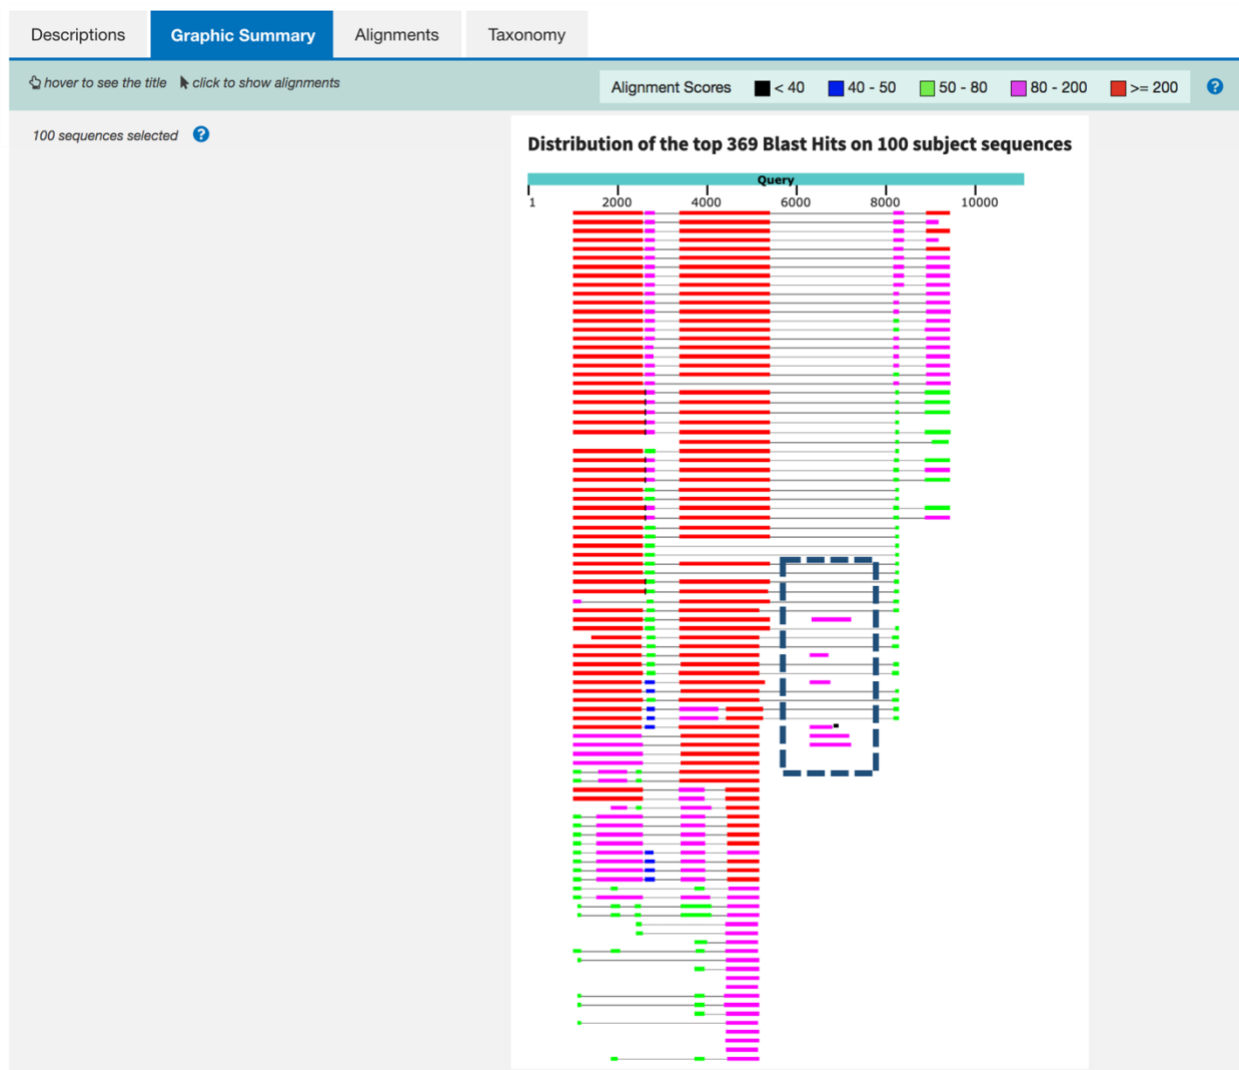 Descriptions Graphic Summary Alignments Taxonomy
hover to see the title click to show alignments Alignment Scores < 40 40 - 50 50 - 80 80 - 200 >= 200 ?
100 sequences selected ?
Distribution of the top 369 Blast Hits on 100 subject sequences
Query
1 2000 4000 6000 8000 10000